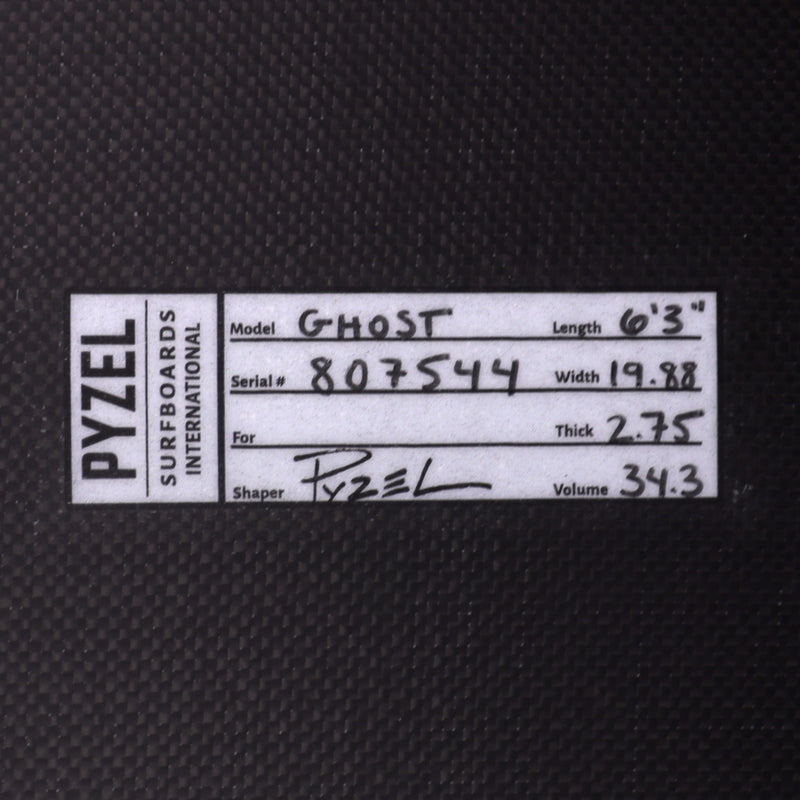 PYZEL
SURFBOARDS
INTERNATIONAL
Model GHOST Length 6'3"
Serial # 807544 Width 19.88
For Thick 2.75
Shaper PYZEL Volume 34.3